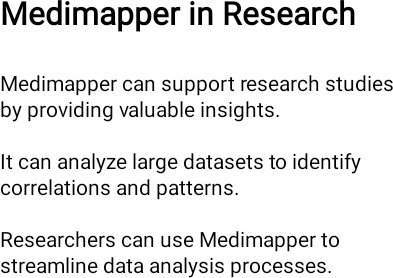 Medimapper in Research
Medimapper can support research studies
by providing valuable insights.
It can analyze large datasets to identify
correlations and patterns.
Researchers can use Medimapper to
streamline data analysis processes.